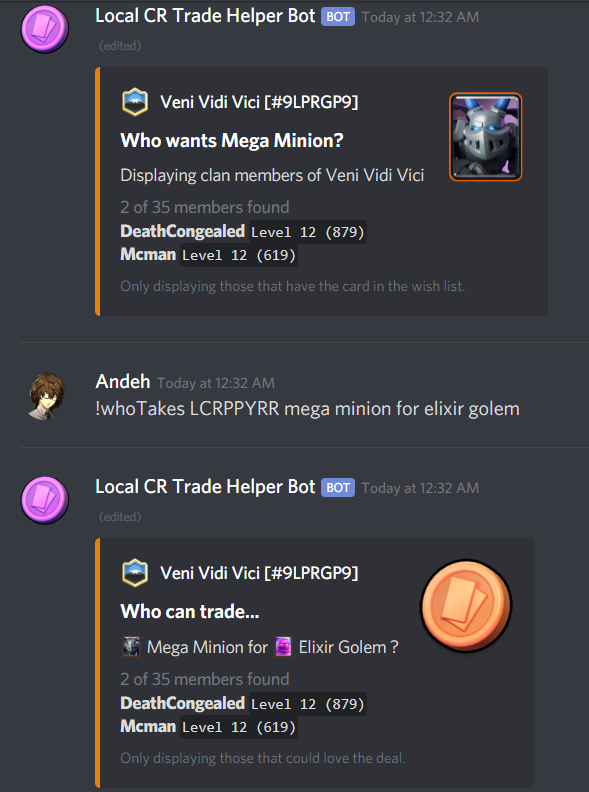 Local CR Trade Helper Bot BOT Today at 12:32 AM
(edited)
Veni Vidi Vici [#9LPRGP9]
Who wants Mega Minion?
Displaying clan members of Veni Vidi Vici
2 of 35 members found
DeathCongealed Level 12 (879)
Mcman Level 12 (619)
Only displaying those that have the card in the wish list.
Andeh Today at 12:32 AM
!whoTakes LCRPPYRR mega minion for elixir golem
Local CR Trade Helper Bot BOT Today at 12:32 AM
(edited)
Veni Vidi Vici [#9LPRGP9]
Who can trade...
Mega Minion for Elixir Golem ?
2 of 35 members found
DeathCongealed Level 12 (879)
Mcman Level 12 (619)
Only displaying those that could love the deal.